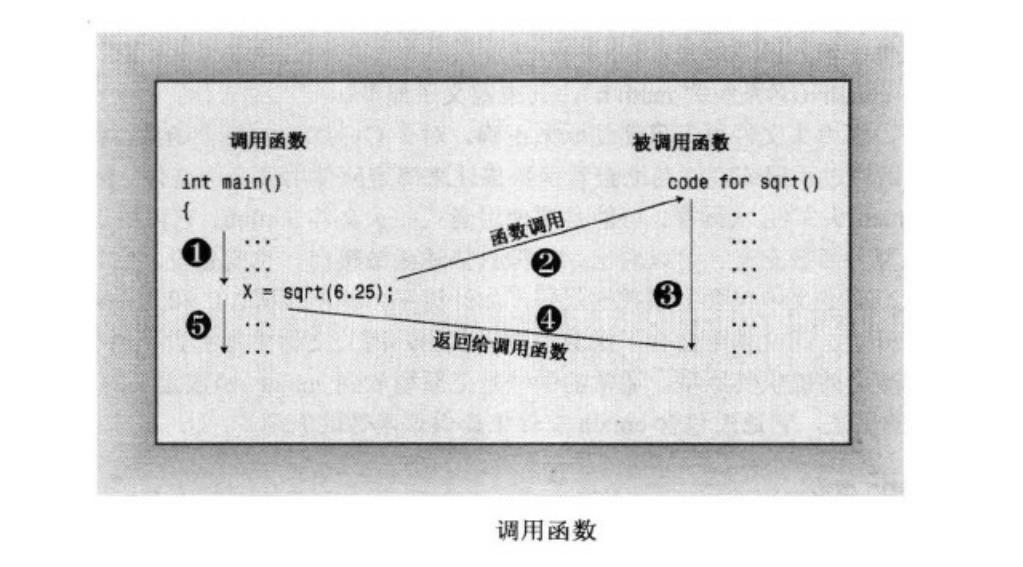 调用函数
int main()
{
❶
...
...
X = sqrt(6.25);
❺
...
...
函数调用
❷
❹
返回给调用函数
被调用函数
code for sqrt()
...
...
...
❸
...
...
...
调用函数